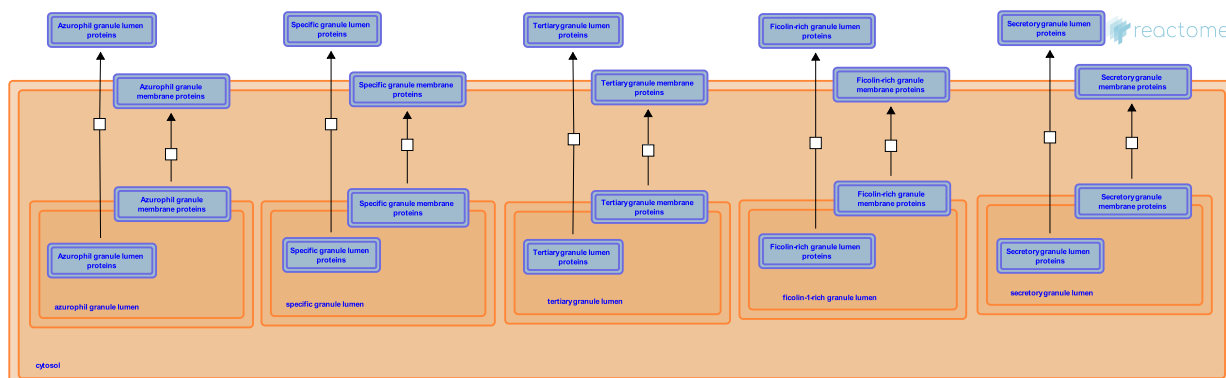 Azurophil granule lumen
proteins
Specific granule lumen
proteins
Tertiary granule lumen
proteins
Ficolin-rich granule lumen
proteins
Secretory granule lumen
proteins
reactome
Azurophil granule
membrane proteins
Specific granule membrane
proteins
Tertiary granule membrane
proteins
Ficolin-rich granule
membrane proteins
Secretory granule
membrane proteins
Azurophil granule
membrane proteins
Specific granule membrane
proteins
Tertiary granule membrane
proteins
Ficolin-rich granule
membrane proteins
Secretory granule
membrane proteins
Azurophil granule lumen
proteins
Specific granule lumen
proteins
Tertiary granule lumen
proteins
Ficolin-rich granule lumen
proteins
Secretory granule lumen
proteins
azurophil granule lumen
specific granule lumen
tertiary granule lumen
ficolin-1-rich granule lumen
secretory granule lumen
cytosol